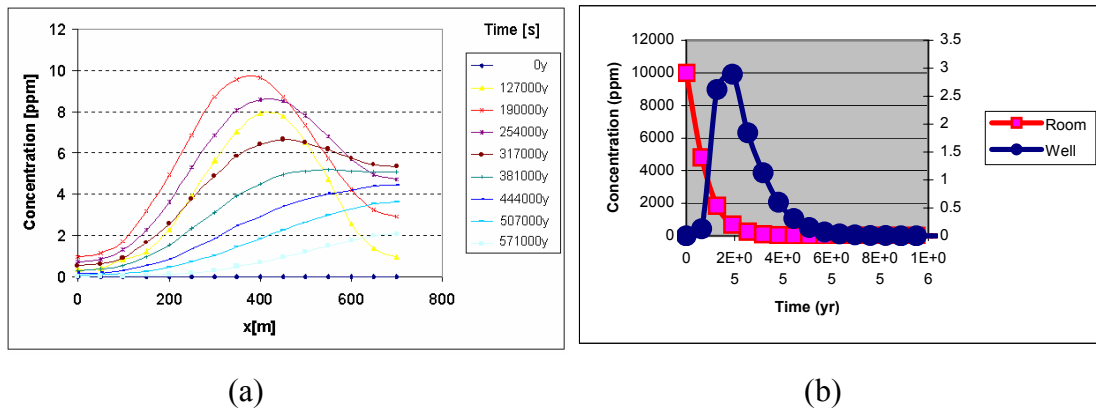 12
10
8
6
4
2
0
Concentration [ppm]
0 200 400 600 800
x[m]
Time [s]
0y
127000y
190000y
254000y
317000y
381000y
444000y
507000y
571000y
(a)
12000
10000
8000
6000
4000
2000
0
Concentration (ppm)
3.5
3
2.5
2
1.5
1
0.5
0
0 2E+0 4E+0 6E+0 8E+0 1E+0
5 5 5 5 6
Time (yr)
Room
Well
(b)